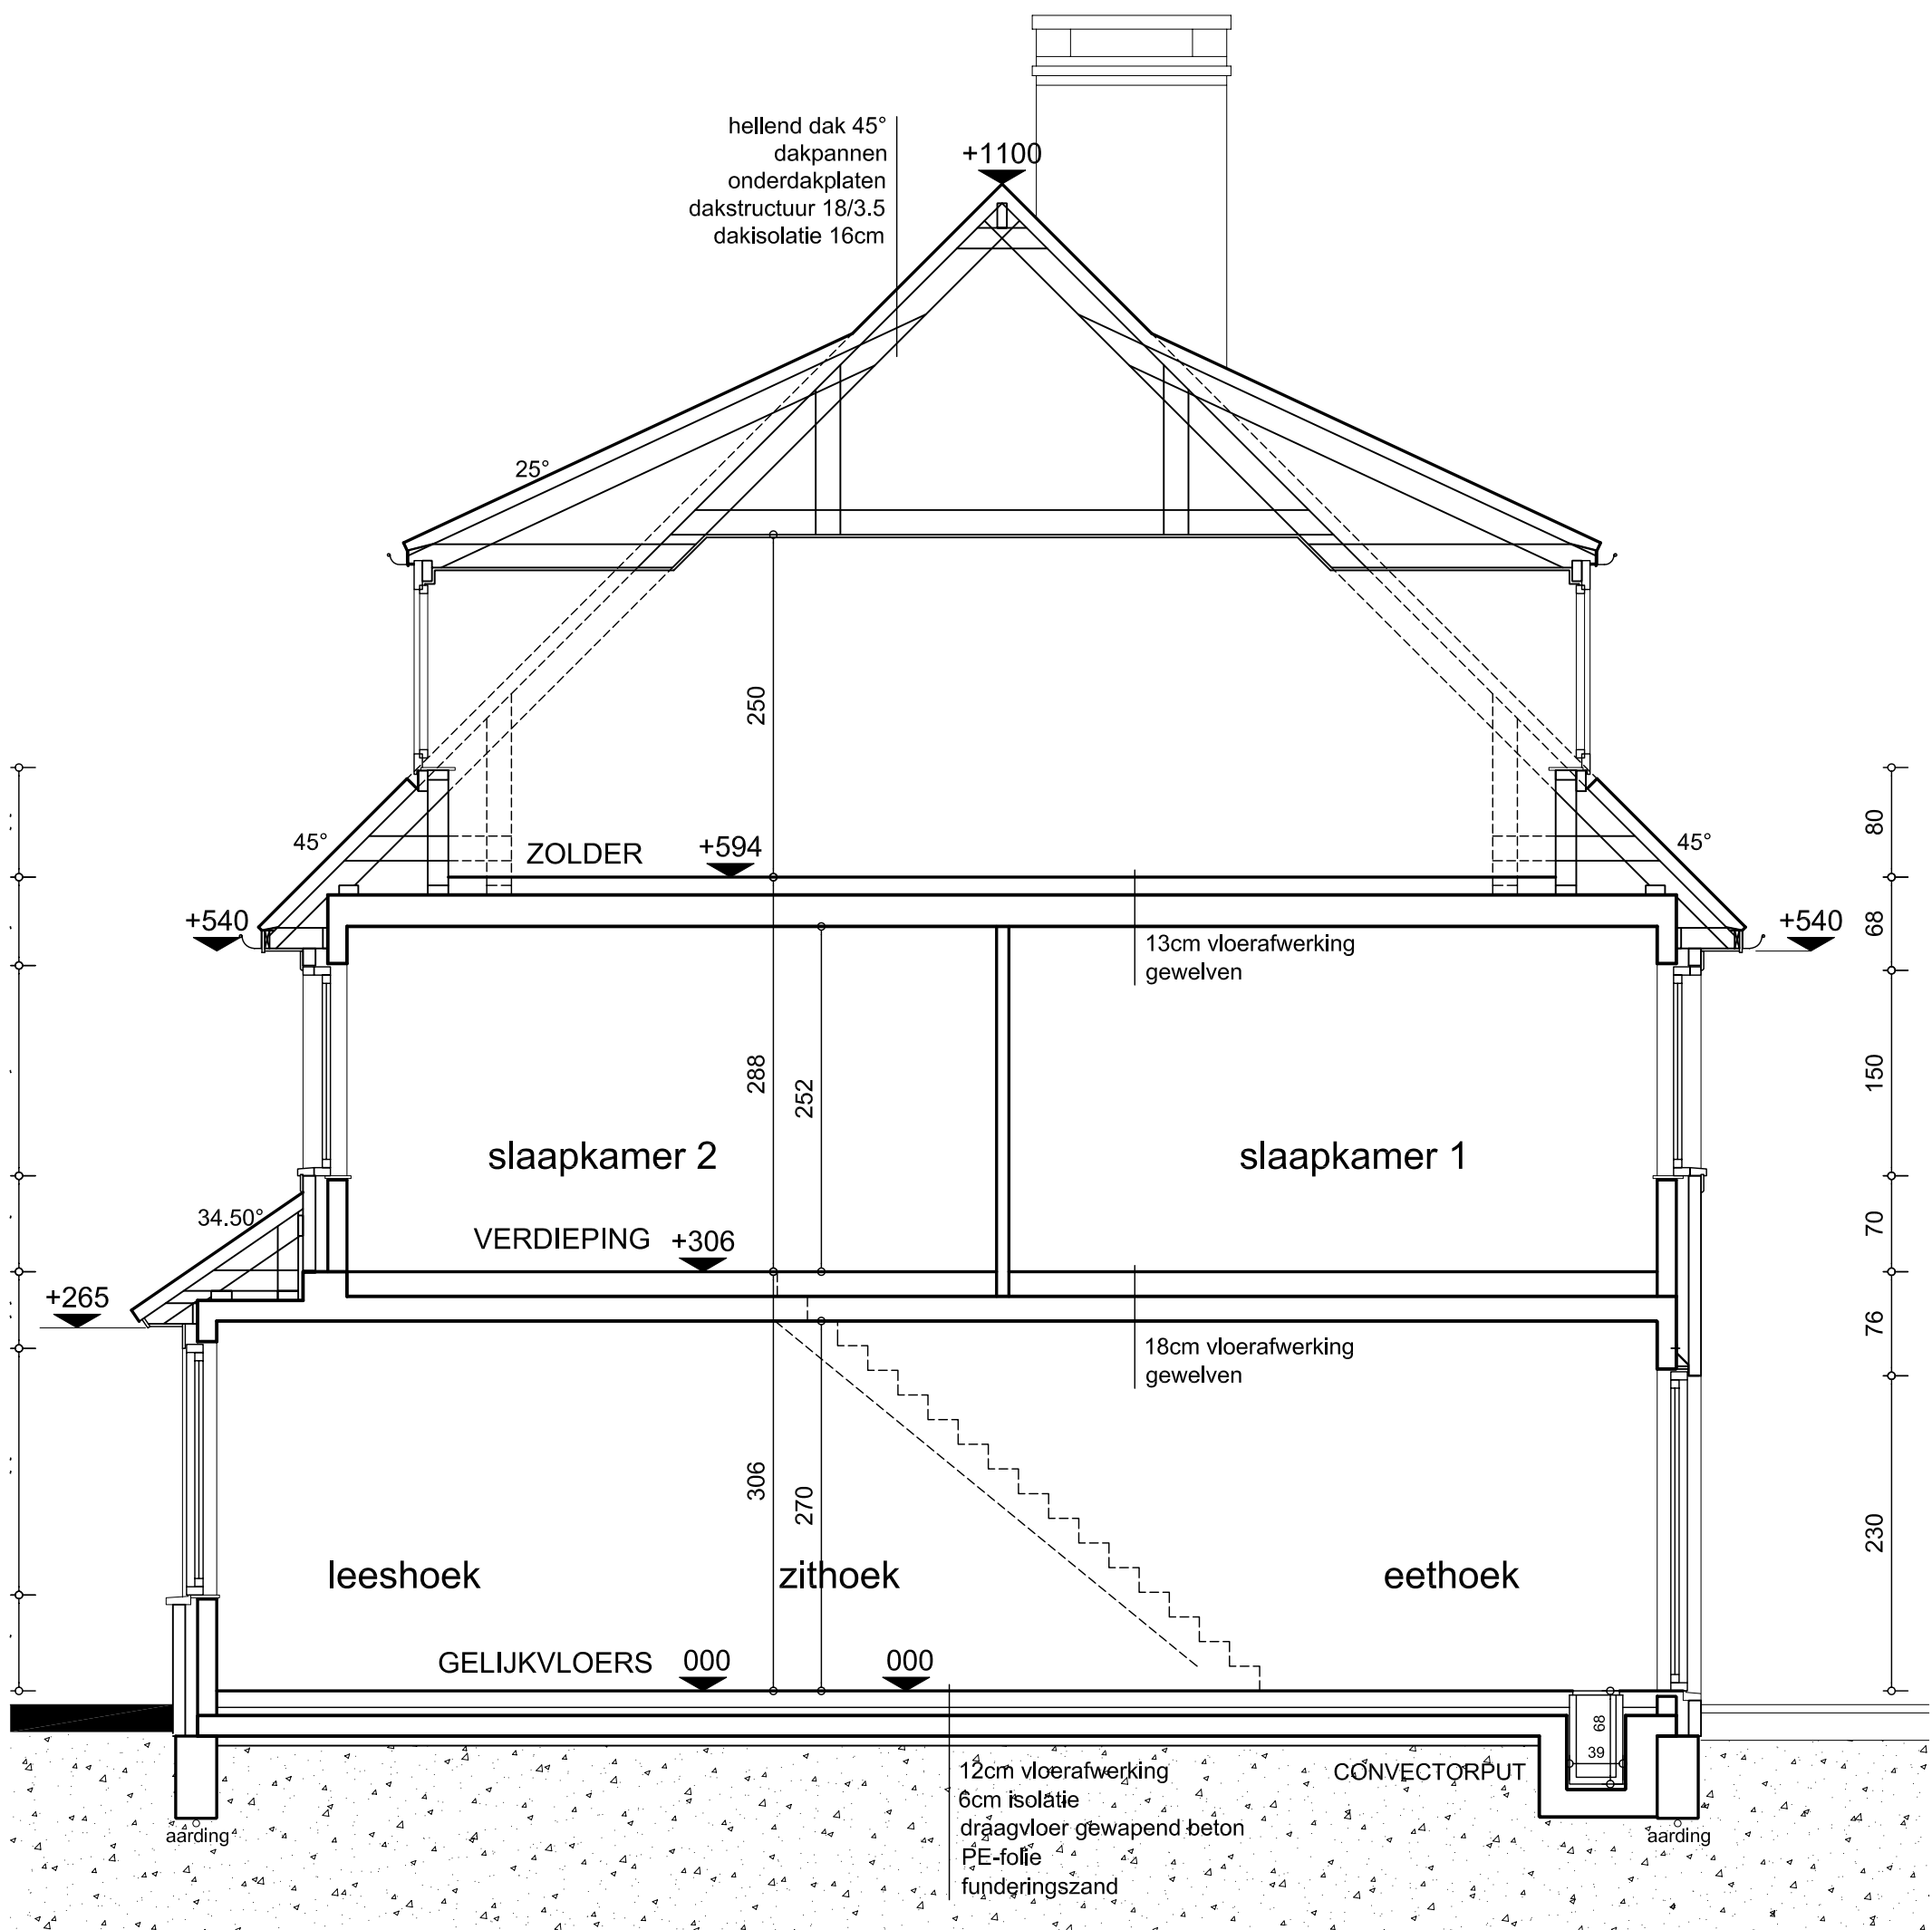 hellend dak 45°
dakpannen
onderdakplaten
dakstructuur 18/3.5
dakisolatie 16cm
+1100
25°
250
80
45°
ZOLDER
+594
45°
+540
+540
68
13cm vloerafwerking
gewelven
288
252
150
slaapkamer 2
slaapkamer 1
34.50°
VERDIEPING
+306
70
+265
76
18cm vloerafwerking
gewelven
306
270
230
leeshoek
zithoek
eethoek
GELIJKVLOERS
000
000
68
39
CONVECTORPUT
12cm vloerafwerking
6cm isolatie
draagvloer gewapend beton
PE-folie
funderingszand
aarding
aarding